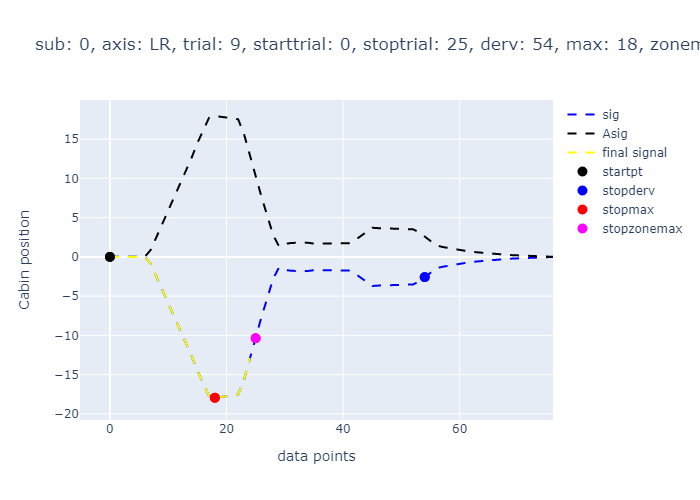 sub: 0, axis: LR, trial: 9, starttrial: 0, stoptrial: 25, derv: 54, max: 18, zonem
sig
Asig
final signal
startpt
stopderv
stopmax
stopzonemax
Cabin position
15
10
5
0
−5
−10
−15
−20
0
20
40
60
data points